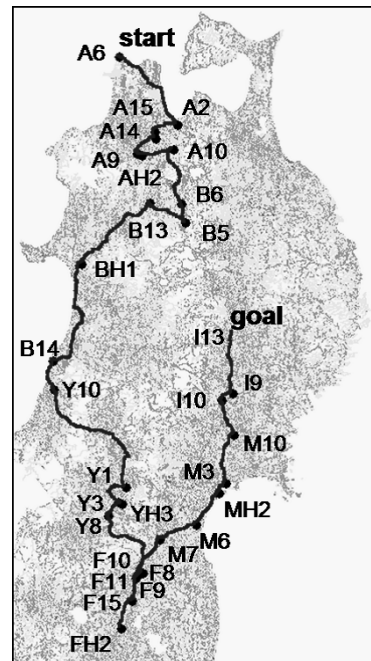 start
A6
A15
A2
A14
A9
A10
AH2
B6
B13
B5
BH1
goal
I13
B14
Y10
I9
I10
M10
Y1
M3
Y3
YH3
MH2
Y8
M6
M7
F10
F8
F11
F9
F15
FH2